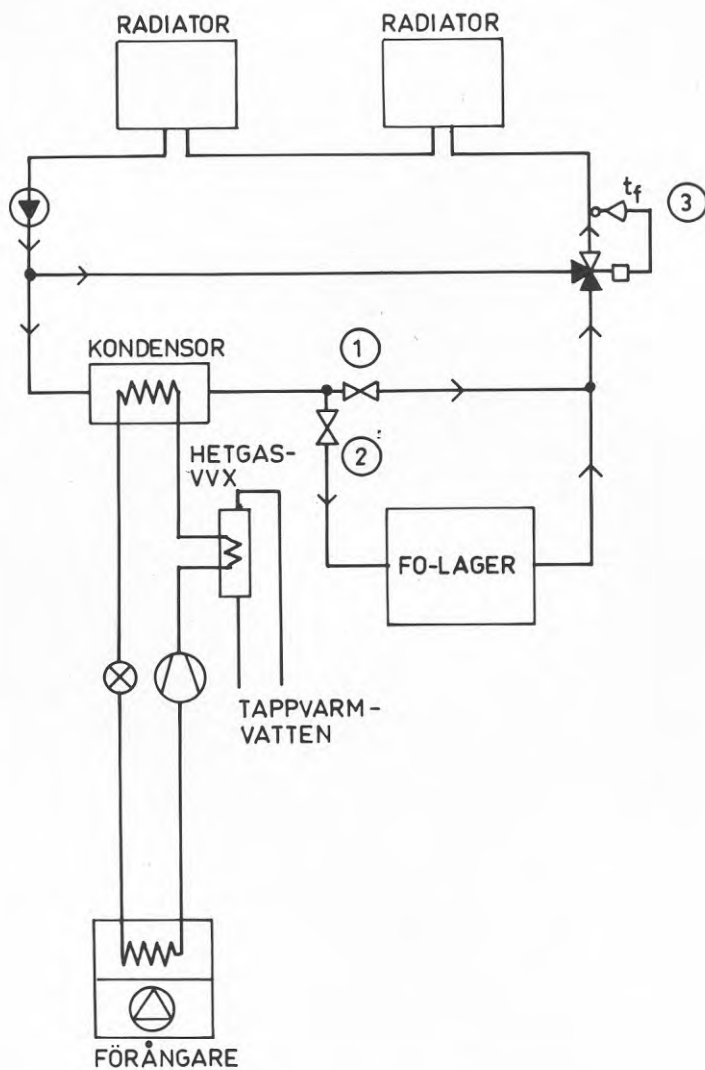 RADIATOR
RADIATOR
t_f
3
KONDENSOR
1
2
HETGAS-
VVX
FO-LAGER
TAPPVARM-
VATTEN
FÖRÅNGARE